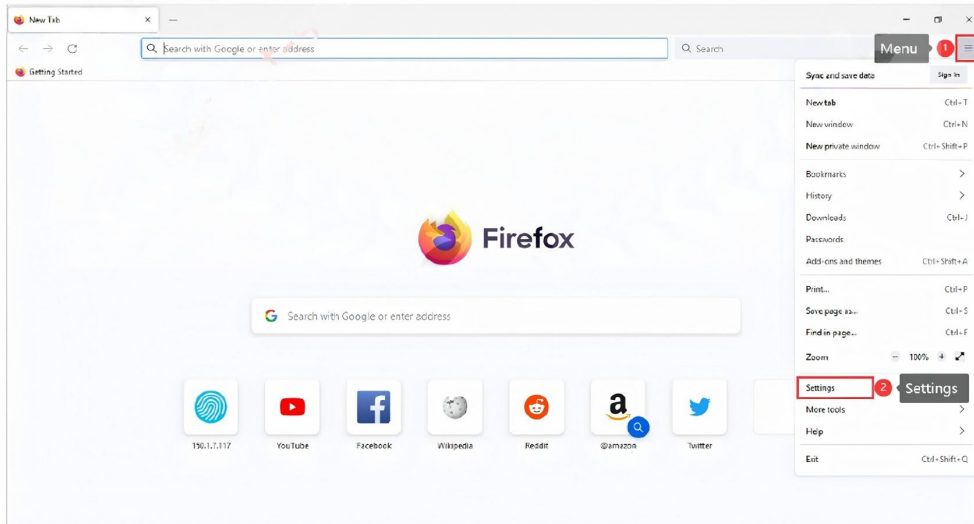 New Tab
Search with Google or enter address
Search
Menu 1
Getting Started
Sync and save data Sign In
New tab Ctrl+T
New window Ctrl+N
New private window Ctrl+Shift+P
Bookmarks
History
Downloads Ctrl+J
Passwords
Add-ons and themes Ctrl+Shift+A
Print... Ctrl+P
Save page as... Ctrl+S
Find in page... Ctrl+F
Zoom 100%
Settings 2 Settings
More tools
Help
Exit Ctrl+Shift+Q
Firefox
Search with Google or enter address
150.1.7.117 YouTube Facebook Wikipedia Reddit @amazon Twitter